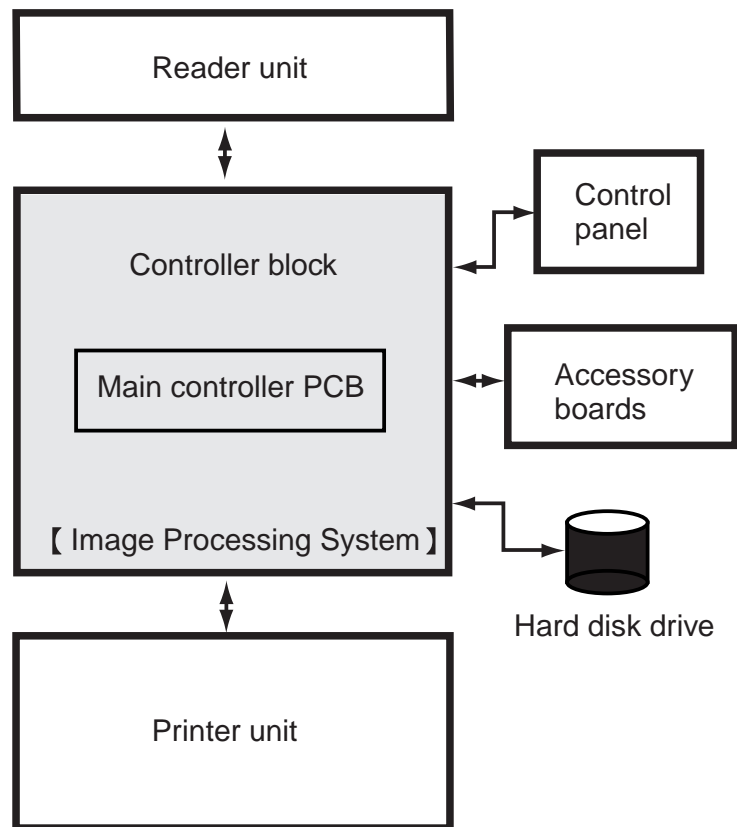 Reader unit
Control
panel
Controller block
Main controller PCB
Accessory
boards
【 Image Processing System 】
Hard disk drive
Printer unit